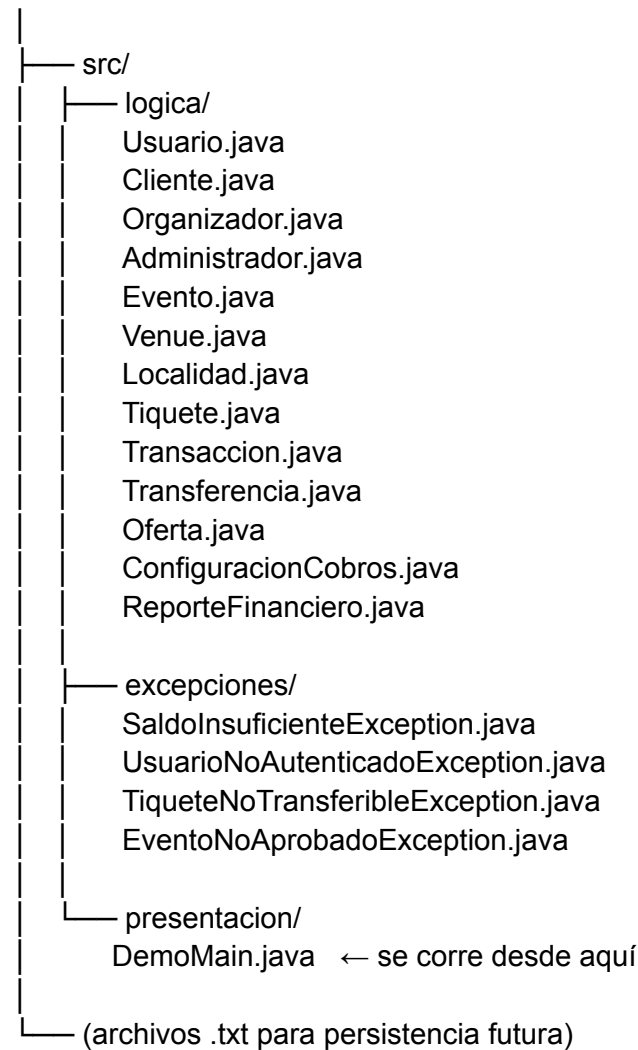 │
├── src/
│ ├── logica/
│ │ Usuario.java
│ │ Cliente.java
│ │ Organizador.java
│ │ Administrador.java
│ │ Evento.java
│ │ Venue.java
│ │ Localidad.java
│ │ Tiquete.java
│ │ Transaccion.java
│ │ Transferencia.java
│ │ Oferta.java
│ │ ConfiguracionCobros.java
│ │ ReporteFinanciero.java
│ │
│ ├── excepciones/
│ │ SaldoInsuficienteException.java
│ │ UsuarioNoAutenticadoException.java
│ │ TiqueteNoTransferibleException.java
│ │ EventoNoAprobadoException.java
│ │
│ └── presentacion/
│ DemoMain.java ← se corre desde aquí
│
└── (archivos .txt para persistencia futura)